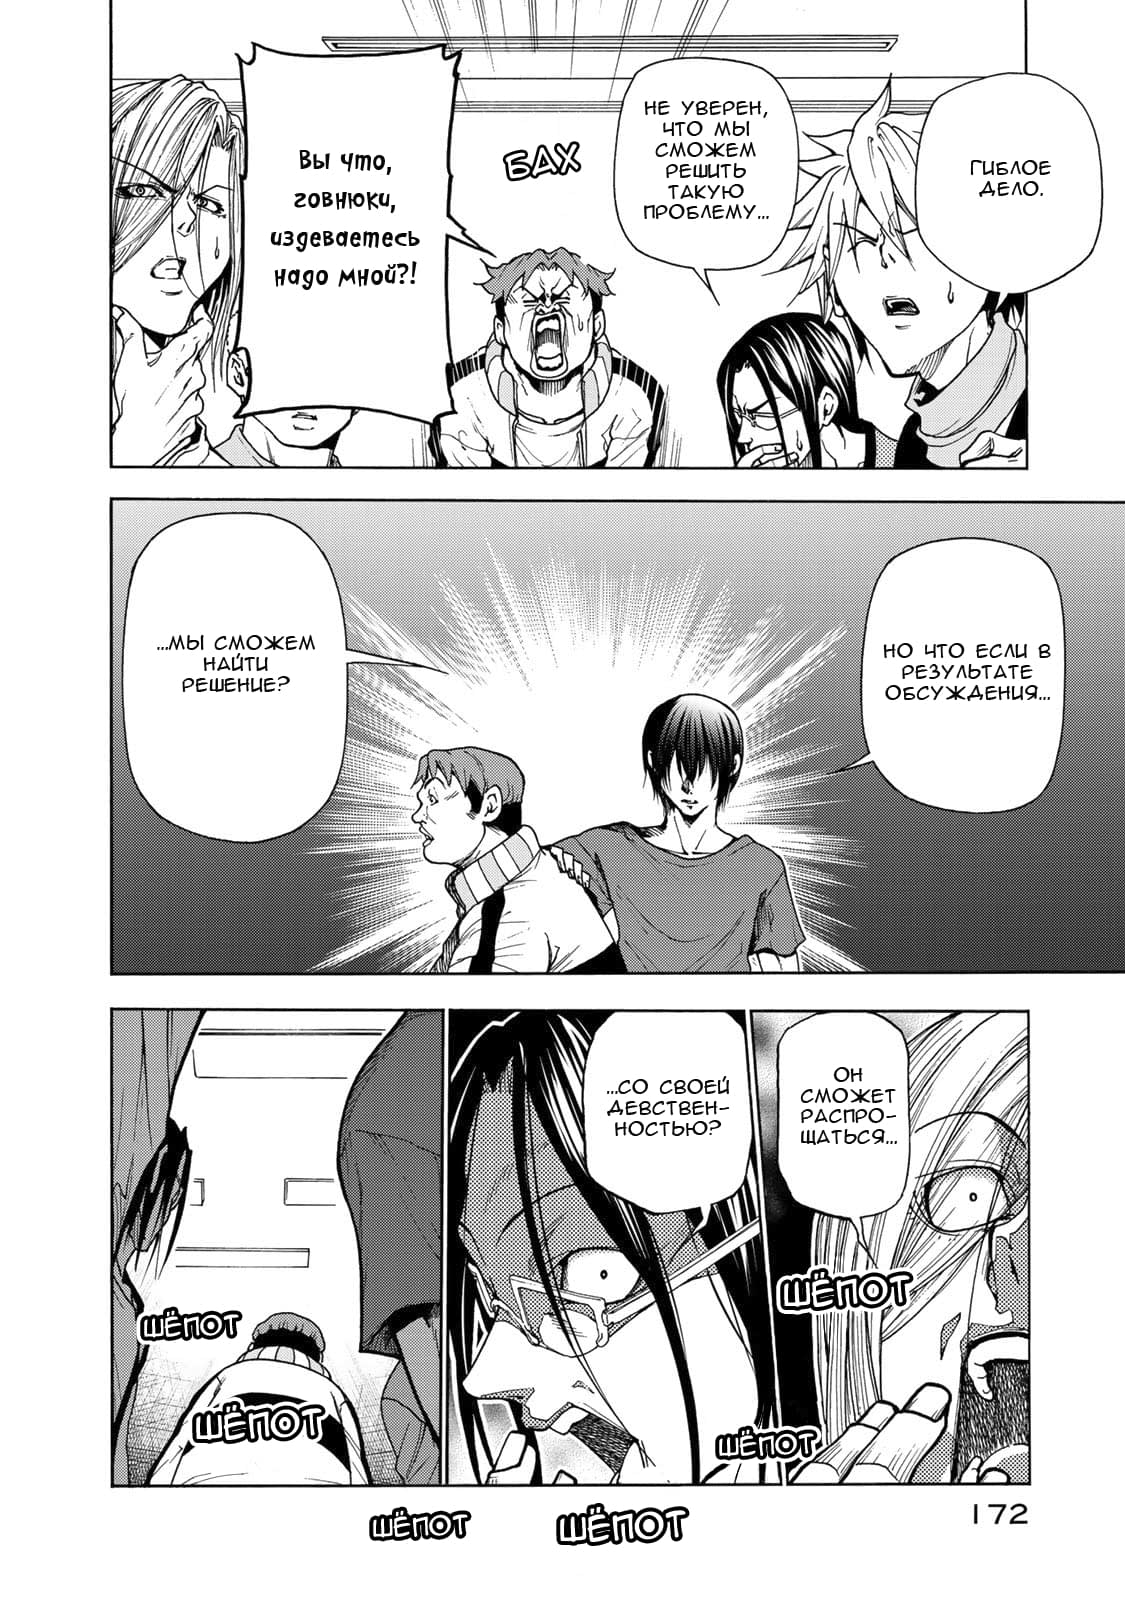 ГИБЛОЕ
ДЕЛО.
НЕ УВЕРЕН,
ЧТО МЫ
СМОЖЕМ
РЕШИТЬ
ТАКУЮ
ПРОБЛЕМУ...
БАХ
Вы что,
говнюки,
издеваетесь
надо мной?!
НО ЧТО ЕСЛИ В
РЕЗУЛЬТАТЕ
ОБСУЖДЕНИЯ...
...МЫ СМОЖЕМ
НАЙТИ
РЕШЕНИЕ?
ОН
СМОЖЕТ
РАСПРО-
ЩАТЬСЯ...
ШЁПОТ
ШЁПОТ
...СО СВОЕЙ
ДЕВСТВЕН-
НОСТЬЮ?
ШЁПОТ
ШЁПОТ
ШЁПОТ
ШЁПОТ
172